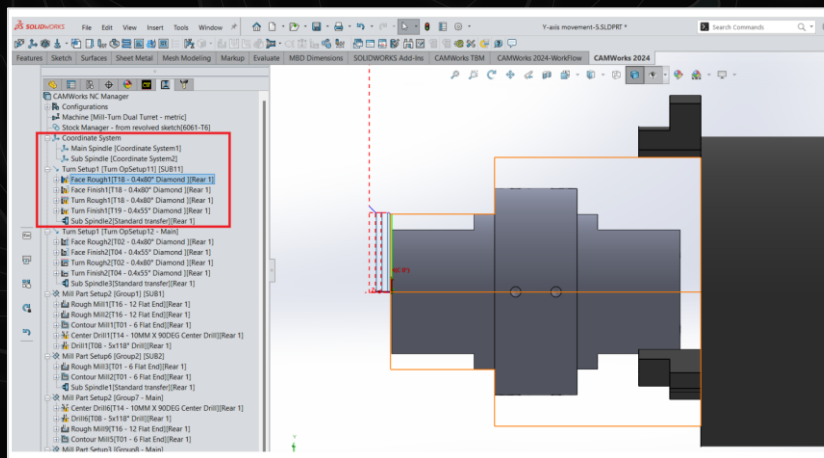 SOLIDWORKS File Edit View Insert Tools Window
Y-axis movement-S.SLDPRT *
Search Commands
Features Sketch Surfaces Sheet Metal Mesh Modeling Markup Evaluate MBD Dimensions SOLIDWORKS Add-Ins CAMWorks TBM CAMWorks 2024-WorkFlow CAMWorks 2024
CAMWorks NC Manager
Configurations
Machine [Mill-Turn Dual Turret - metric]
Stock Manager - from revolved sketch[6061-T6]
Coordinate System
Main Spindle [Coordinate System1]
Sub Spindle [Coordinate System2]
Turn Setup1 [Turn OpSetup11] [SUB11]
Face Rough1[T18 - 0.4x80° Diamond ][Rear 1]
Face Finish1[T18 - 0.4x80° Diamond ][Rear 1]
Turn Rough1[T18 - 0.4x80° Diamond ][Rear 1]
Turn Finish1[T19 - 0.4x55° Diamond ][Rear 1]
Sub Spindle2[Standard transfer][Rear 1]
Turn Setup1 [Turn OpSetup12 - Main]
Face Rough2[T02 - 0.4x80° Diamond ][Rear 1]
Face Finish2[T04 - 0.4x55° Diamond ][Rear 1]
Turn Rough2[T02 - 0.4x80° Diamond ][Rear 1]
Turn Finish2[T04 - 0.4x55° Diamond ][Rear 1]
Sub Spindle3[Standard transfer][Rear 1]
Mill Part Setup2 [Group1] [SUB1]
Rough Mill1[T16 - 12 Flat End][Rear 1]
Rough Mill2[T16 - 12 Flat End][Rear 1]
Contour Mill1[T01 - 6 Flat End][Rear 1]
Center Drill1[T14 - 10MM X 90DEG Center Drill][Rear 1]
Drill1[T08 - 5x118° Drill][Rear 1]
Mill Part Setup6 [Group2] [SUB2]
Rough Mill3[T01 - 6 Flat End][Rear 1]
Contour Mill2[T01 - 6 Flat End][Rear 1]
Sub Spindle1[Standard transfer][Rear 1]
Mill Part Setup2 [Group7 - Main]
Center Drill6[T14 - 10MM X 90DEG Center Drill][Rear 1]
Drill6[T08 - 5x118° Drill][Rear 1]
Rough Mill9[T16 - 12 Flat End][Rear 1]
Contour Mill5[T01 - 6 Flat End][Rear 1]
Mill Part Setup3 [Group8 - Main]